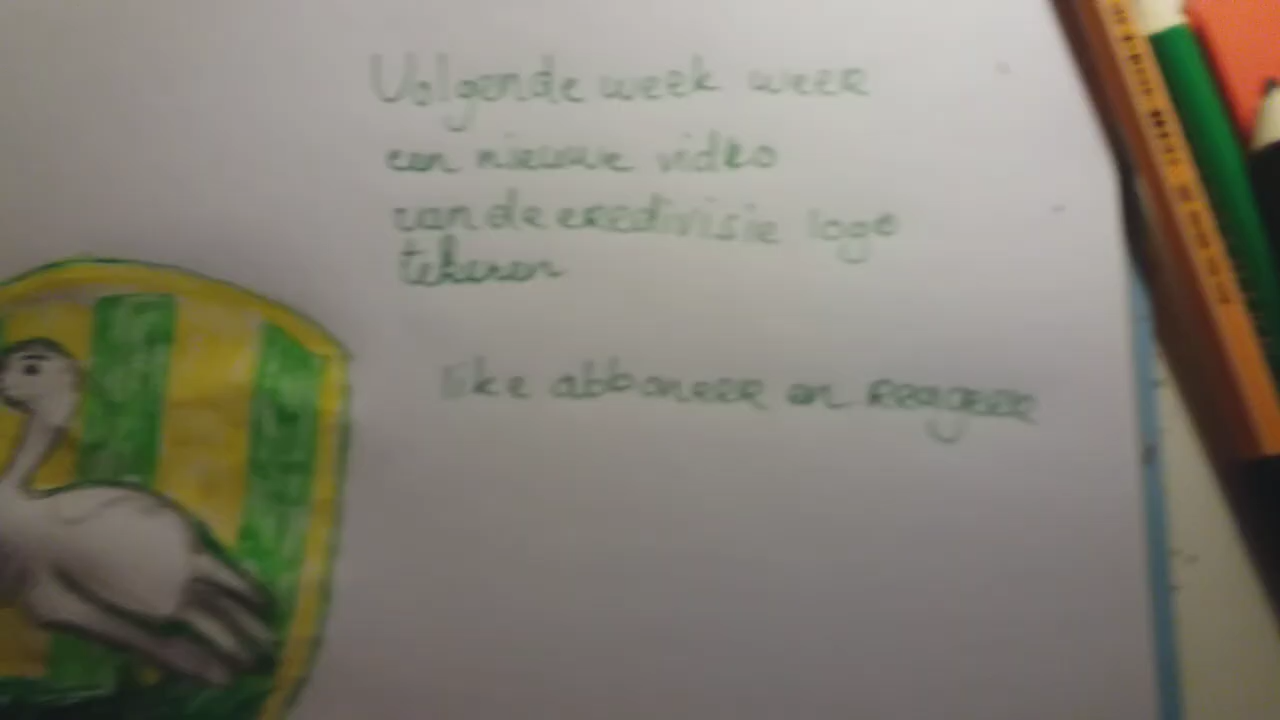 Volgende week weer
een nieuwe video
van de eredivisie logo
tekenen
like abboneer en reageer